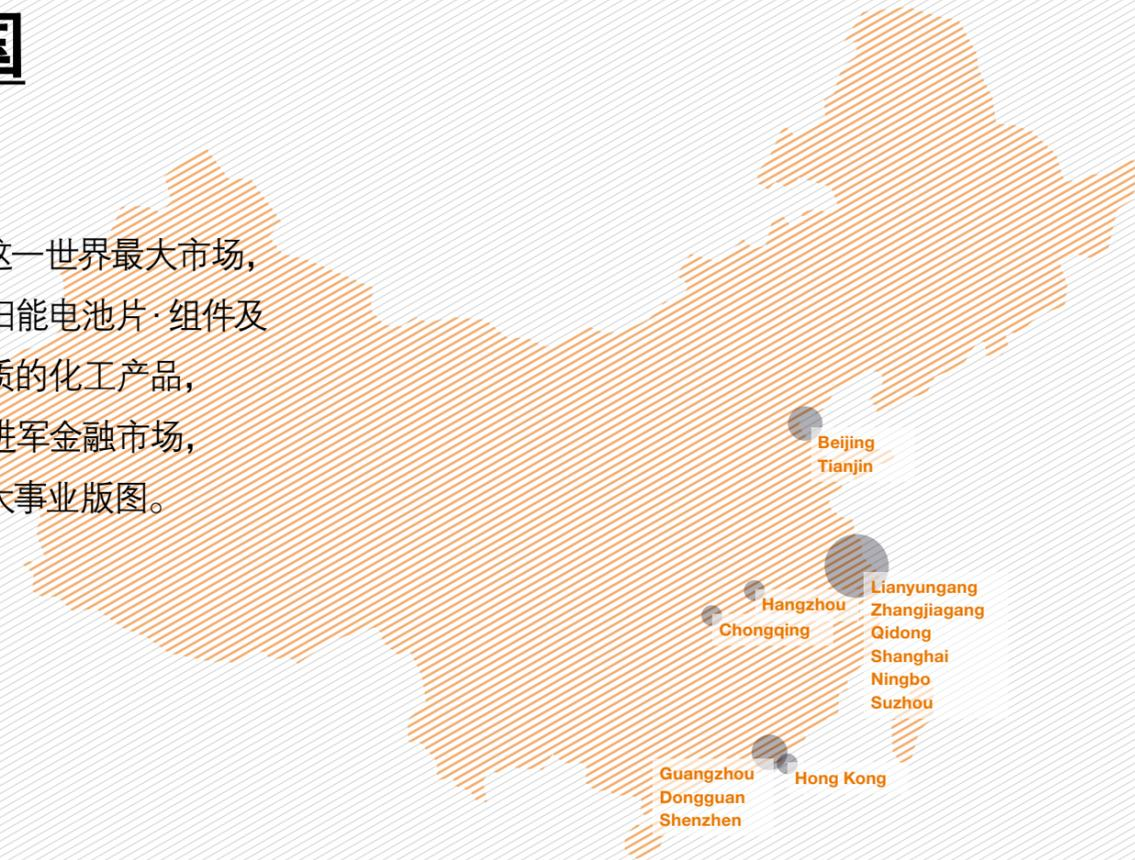 国
这一世界最大市场，
阳能电池片·组件及
质的化工产品，
进军金融市场，
大事业版图。
Beijing
Tianjin
Lianyungang
Zhangjiagang
Qidong
Shanghai
Ningbo
Suzhou
Hangzhou
Chongqing
Guangzhou
Dongguan
Shenzhen
Hong Kong